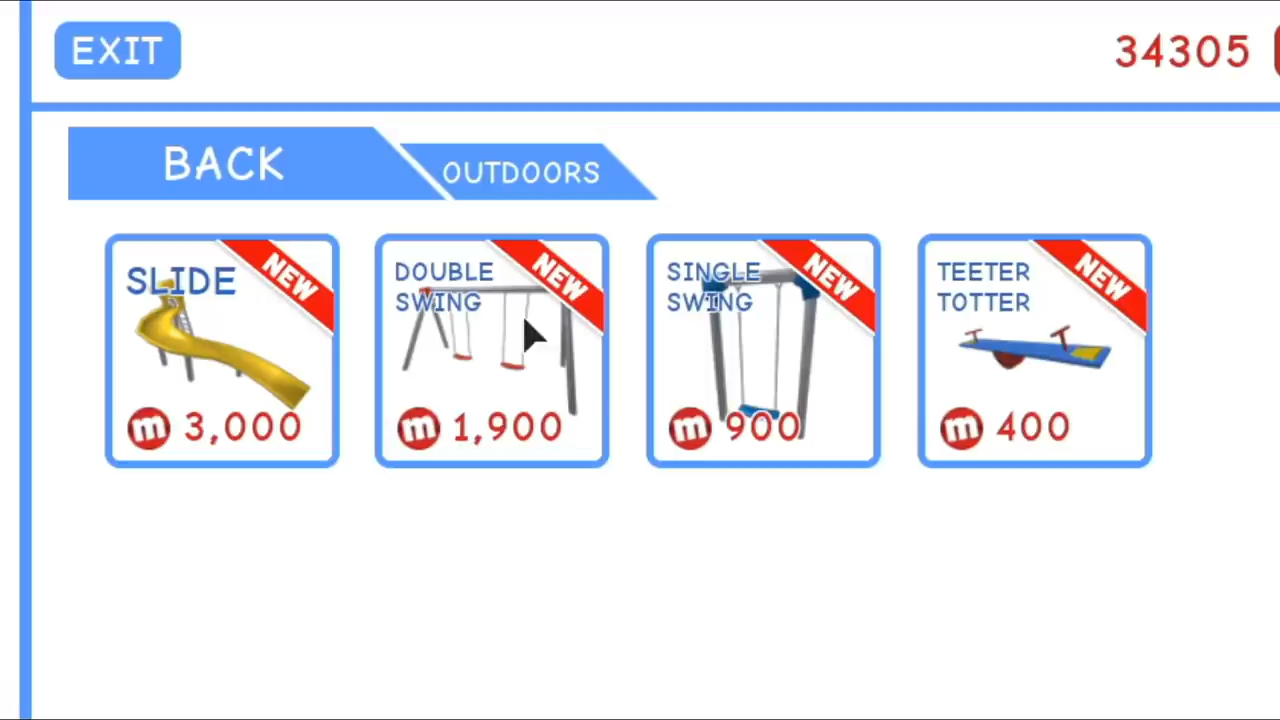 EXIT
34305
BACK
OUTDOORS
SLIDE
NEW
m 3,000
DOUBLE
SWING
NEW
m 1,900
SINGLE
SWING
NEW
m 900
TEETER
TOTTER
NEW
m 400